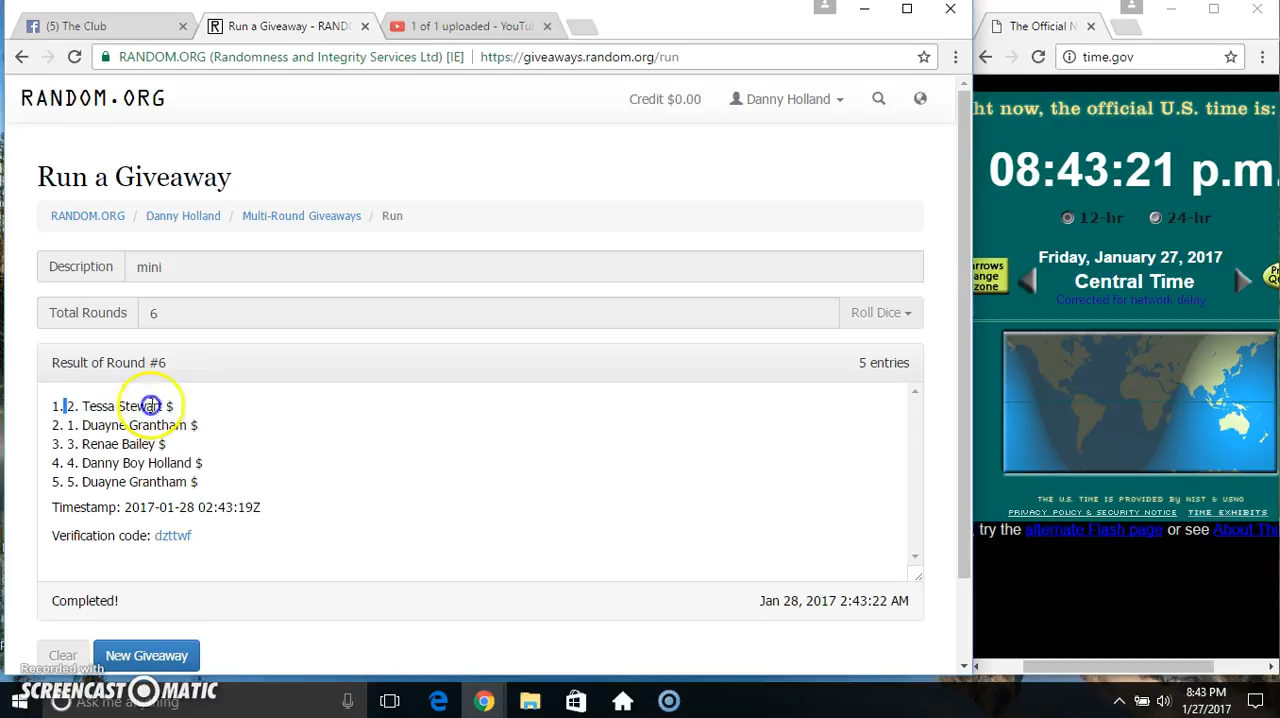 (5) The Club
Run a Giveaway - RAND
1 of 1 uploaded - YouTu
RANDOM.ORG (Randomness and Integrity Services Ltd) [IE]
https://giveaways.random.org/run
RANDOM.ORG
Credit $0.00
Danny Holland
Run a Giveaway
RANDOM.ORG / Danny Holland / Multi-Round Giveaways / Run
Description mini
Total Rounds 6 Roll Dice
Result of Round #6 5 entries
1. 2. Tessa Stewart $
2. 1. Duayne Grantham $
3. 3. Renae Bailey $
4. 4. Danny Boy Holland $
5. 5. Duayne Grantham $
Timestamp: 2017-01-28 02:43:19Z
Verification code: dzttwf
Completed! Jan 28, 2017 2:43:22 AM
Clear New Giveaway
Recorded with
SCREENCAST-O-MATIC
Ask me anything
The Official N
time.gov
ht now, the official U.S. time is:
08:43:21 p.m.
12-hr 24-hr
Friday, January 27, 2017
Central Time
Corrected for network delay
arrows
ange
zone
THE U.S. TIME IS PROVIDED BY NIST & USNO
PRIVACY POLICY & SECURITY NOTICE TIME EXHIBITS
, try the alternate Flash page or see About Thi
8:43 PM
1/27/2017